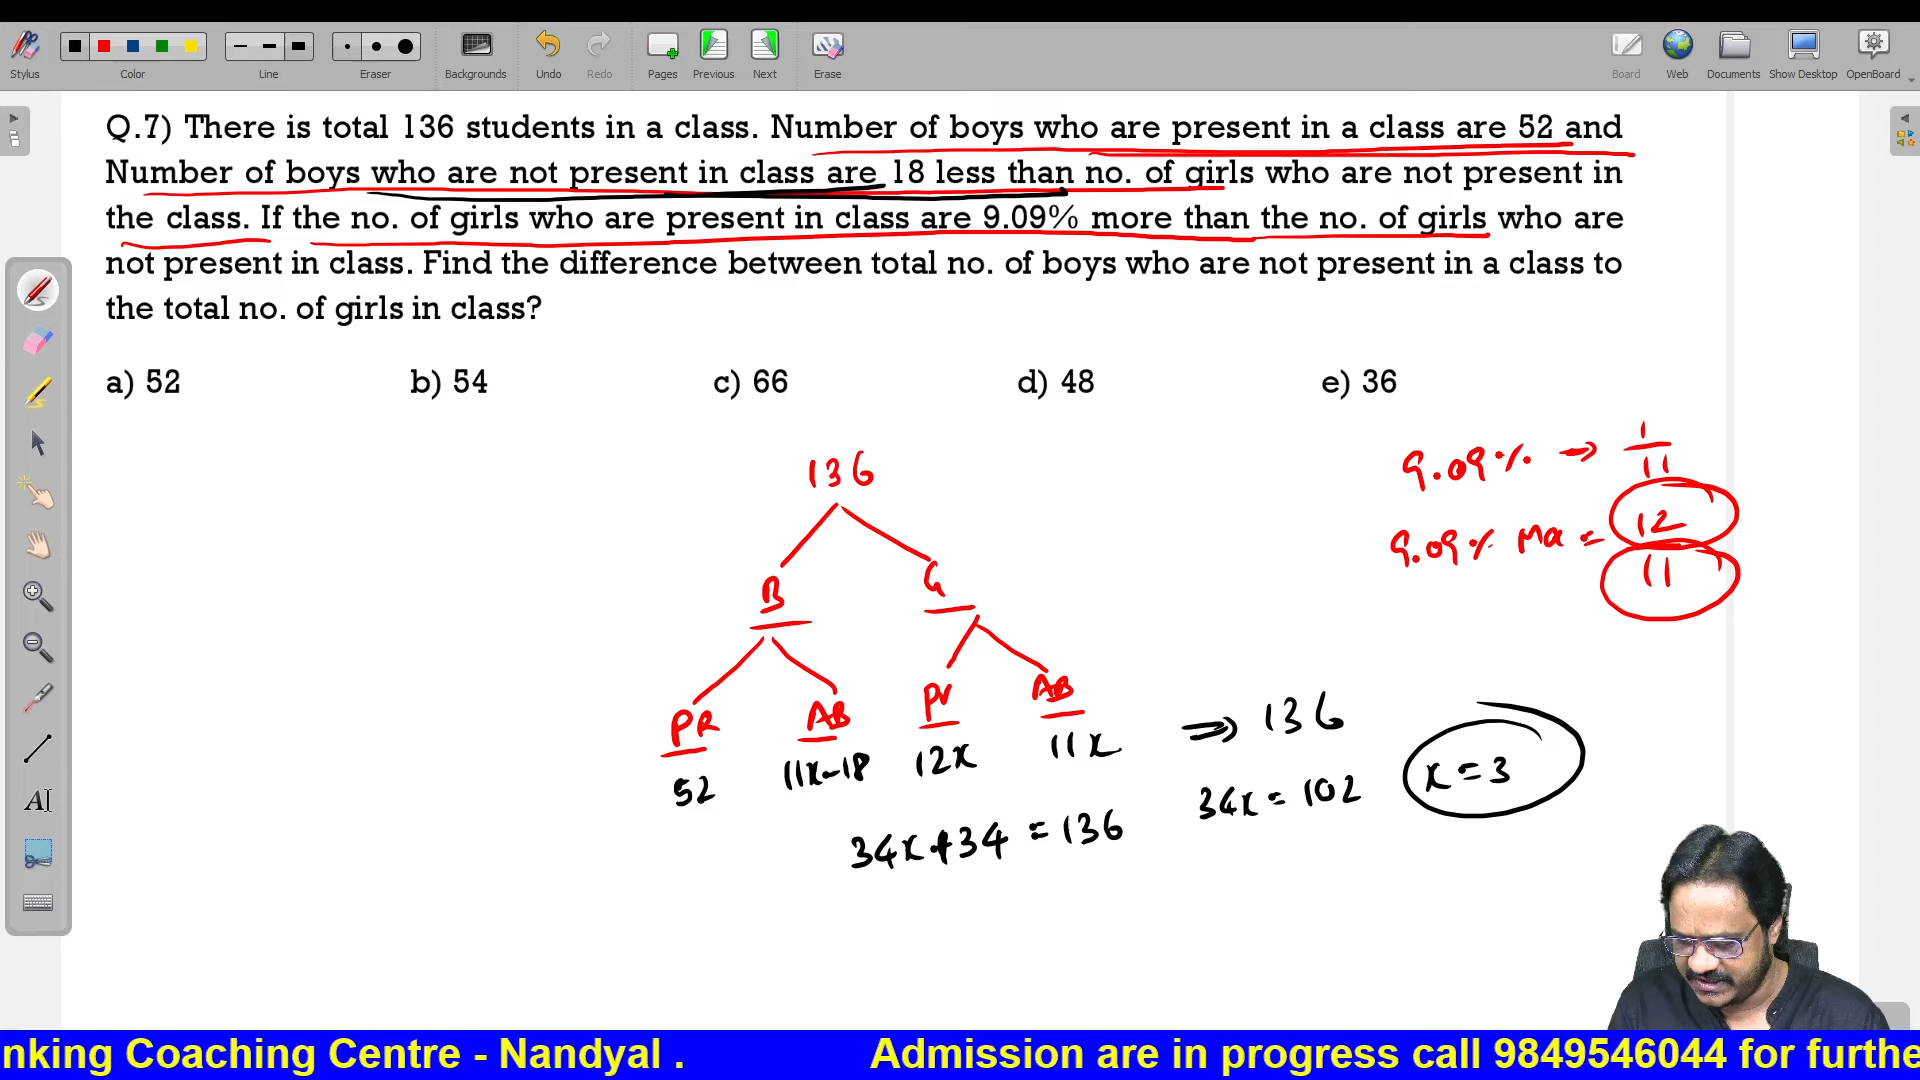 Stylus
Color
Line
Eraser
Backgrounds
Undo
Redo
Pages
Previous
Next
Erase
Board
Web
Documents
Show Desktop
OpenBoard
Q.7) There is total 136 students in a class. Number of boys who are present in a class are 52 and
Number of boys who are not present in class are 18 less than no. of girls who are not present in
the class. If the no. of girls who are present in class are 9.09% more than the no. of girls who are
not present in class. Find the difference between total no. of boys who are not present in a class to
the total no. of girls in class?
a) 52
b) 54
c) 66
d) 48
e) 36
9.09% → 1/11
136
9.09% = 12/11
B G
PR AB Pr AB
52 11x-18 12x 11x ⇒ 136
34x+34 = 136
34x = 102
x = 3
AI
nking Coaching Centre - Nandyal .
Admission are in progress call 9849546044 for furthe